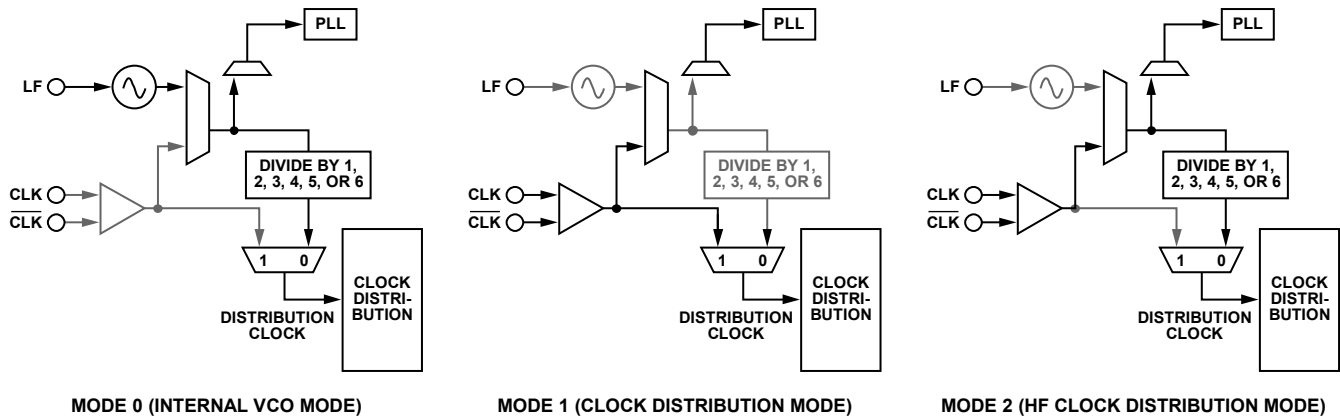 PLL
LF
DIVIDE BY 1,
2, 3, 4, 5, OR 6
CLK
CLK
1 0
CLOCK
DISTRI-
BUTION
DISTRIBUTION
CLOCK
MODE 0 (INTERNAL VCO MODE)
PLL
LF
DIVIDE BY 1,
2, 3, 4, 5, OR 6
CLK
CLK
1 0
CLOCK
DISTRI-
BUTION
DISTRIBUTION
CLOCK
MODE 1 (CLOCK DISTRIBUTION MODE)
PLL
LF
DIVIDE BY 1,
2, 3, 4, 5, OR 6
CLK
CLK
1 0
CLOCK
DISTRI-
BUTION
DISTRIBUTION
CLOCK
MODE 2 (HF CLOCK DISTRIBUTION MODE)